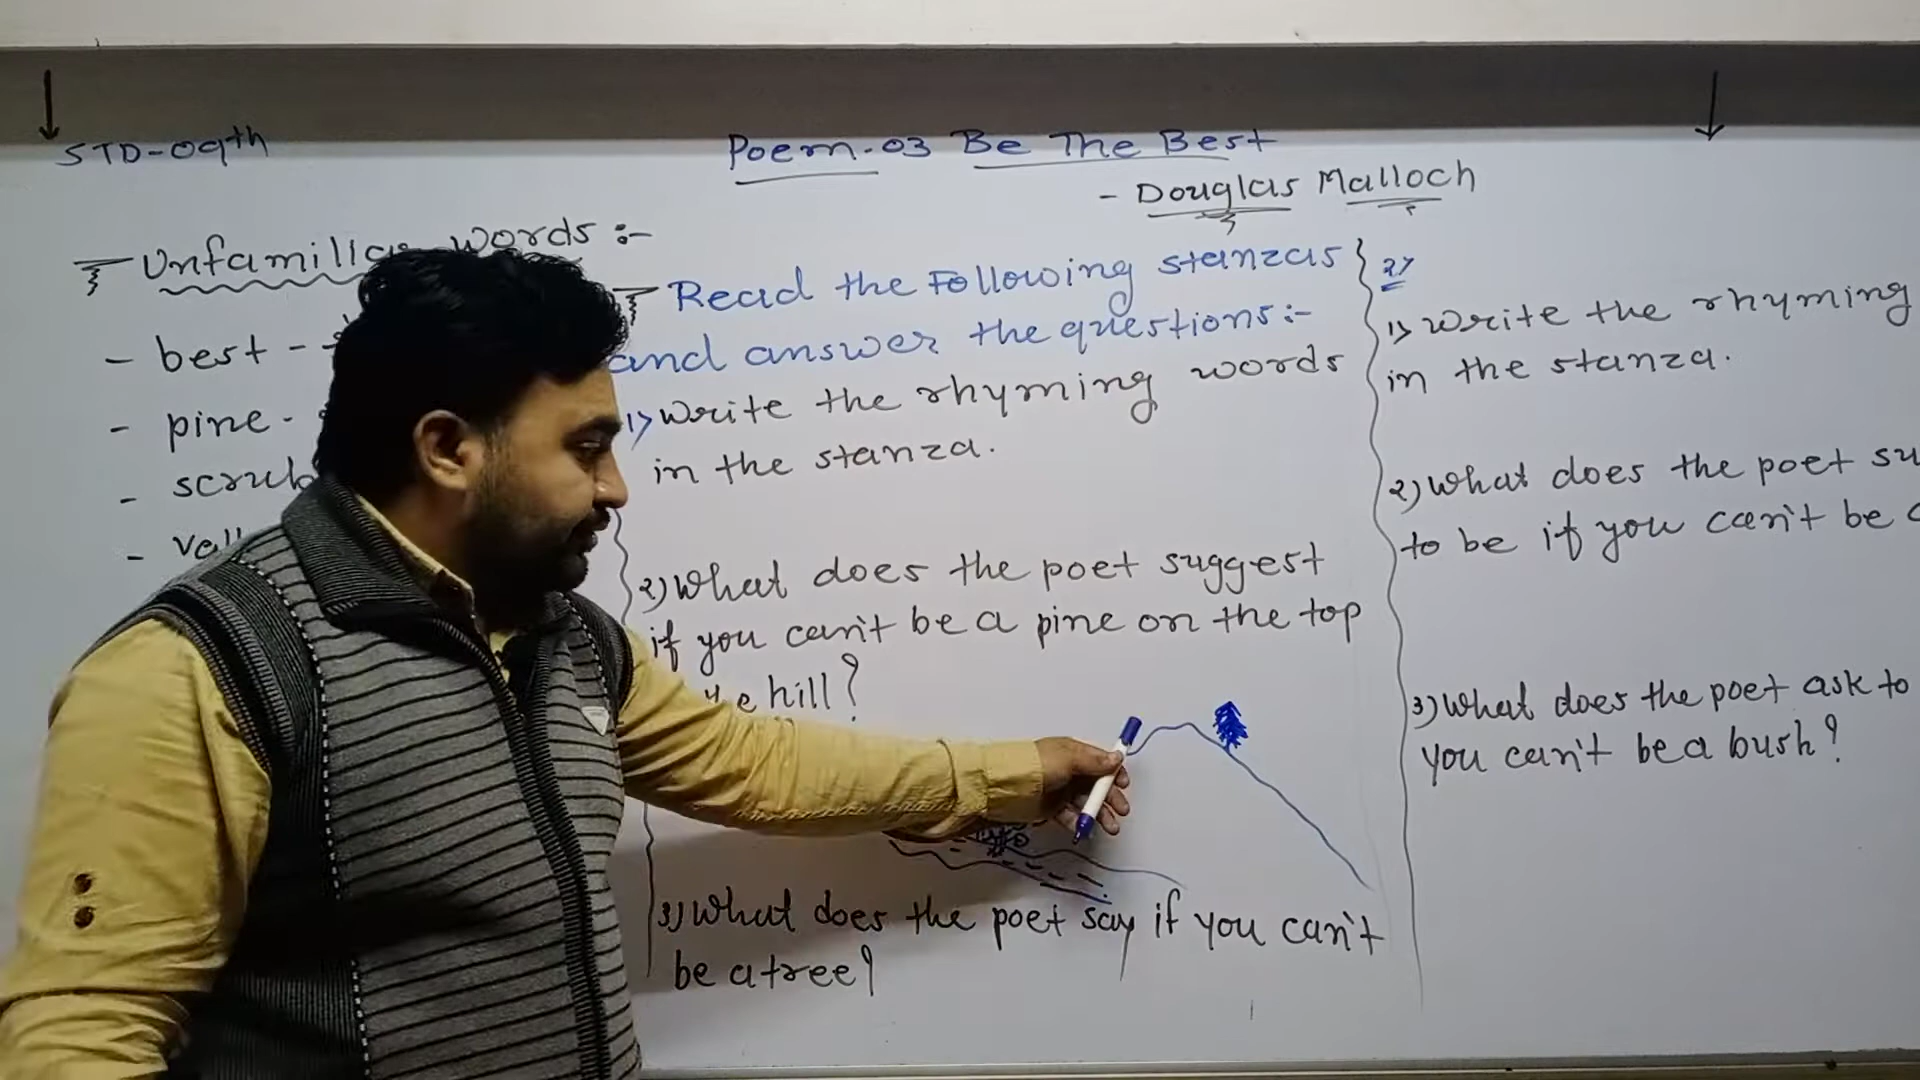 STD-09th
Poem-03 Be The Best
- Douglas Malloch
Unfamiliar words :-
- best -
- pine -
- scrub
- vall
Read the Following stanzas
and answer the questions:-
1) Write the rhyming words
in the stanza.
2) What does the poet suggest
if you can't be a pine on the top
hill?
3) What does the poet say if you can't
be a tree?
2)
1) Write the rhyming
in the stanza.
2) What does the poet su
to be if you can't be a
3) What does the poet ask to
you can't be a bush?